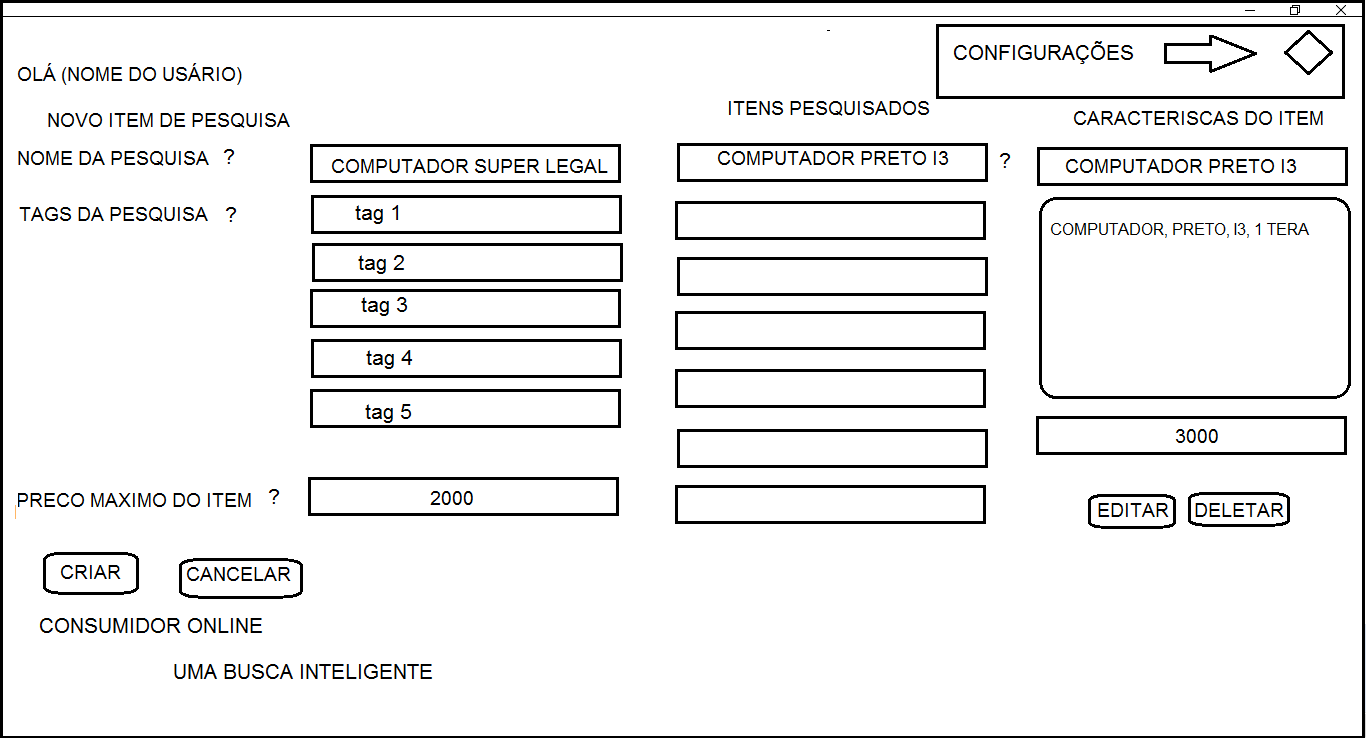 CONFIGURAÇÕES
OLÁ (NOME DO USÁRIO)
NOVO ITEM DE PESQUISA
NOME DA PESQUISA ?
COMPUTADOR SUPER LEGAL
TAGS DA PESQUISA ?
tag 1
tag 2
tag 3
tag 4
tag 5
PRECO MAXIMO DO ITEM ?
2000
CRIAR
CANCELAR
CONSUMIDOR ONLINE
UMA BUSCA INTELIGENTE
ITENS PESQUISADOS
COMPUTADOR PRETO I3 ?
CARACTERISCAS DO ITEM
COMPUTADOR PRETO I3
COMPUTADOR, PRETO, I3, 1 TERA
3000
EDITAR
DELETAR